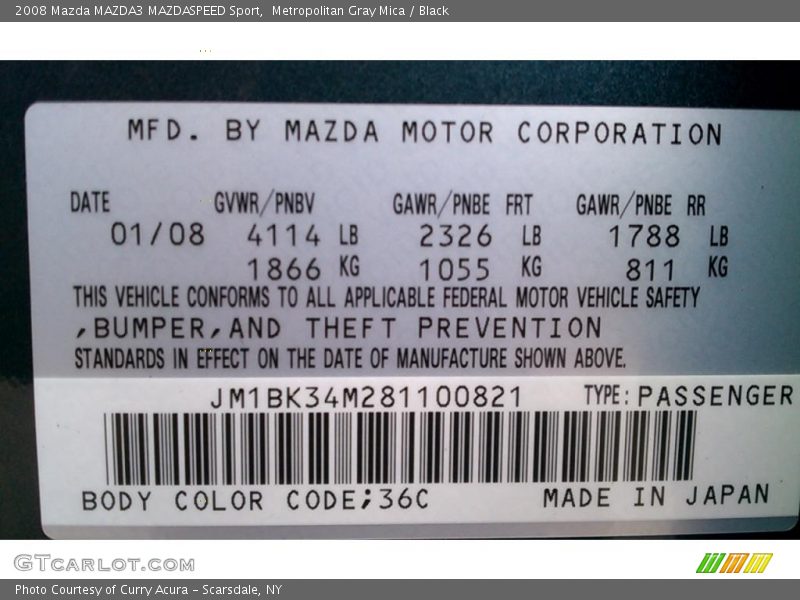 2008 Mazda MAZDA3 MAZDASPEED Sport,  Metropolitan Gray Mica / Black
MFD. BY MAZDA MOTOR CORPORATION
DATE GVWR/PNBV GAWR/PNBE FRT GAWR/PNBE RR
01/08 4114 LB 2326 LB 1788 LB
1866 KG 1055 KG 811 KG
THIS VEHICLE CONFORMS TO ALL APPLICABLE FEDERAL MOTOR VEHICLE SAFETY
,BUMPER,AND THEFT PREVENTION
STANDARDS IN EFFECT ON THE DATE OF MANUFACTURE SHOWN ABOVE.
JM1BK34M281100821 TYPE: PASSENGER
BODY COLOR CODE;36C MADE IN JAPAN
GTCARLOT.COM
Photo Courtesy of Curry Acura - Scarsdale, NY